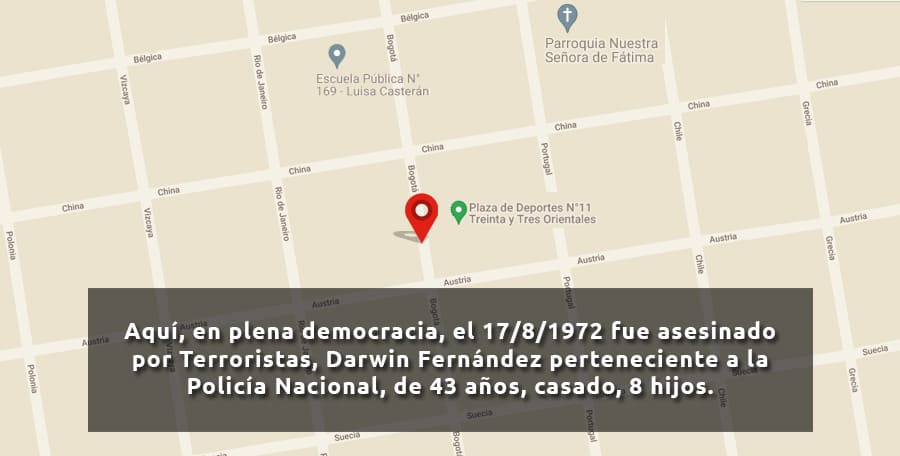 Bélgica
Bélgica
Bélgica
Vizcaya
Rio de Janeiro
Bogotá
Escuela Pública N°
169 - Luisa Casterán
Parroquia Nuestra
Señora de Fátima
China
China
China
China
China
China
Chile
Grecia
Portugal
Bogotá
Polonia
Vizcaya
Rio de Janeiro
Plaza de Deportes N°11
Treinta y Tres Orientales
Austria
Austria
Austria
Austria
Austria
Grecia
Chile
Portugal
Bogotá
Aquí, en plena democracia, el 17/8/1972 fue asesinado
por Terroristas, Darwin Fernández perteneciente a la
Policía Nacional, de 43 años, casado, 8 hijos.
Polonia
Suecia
Grecia
Chile
Suecia
Suecia
Portugal
Bogotá